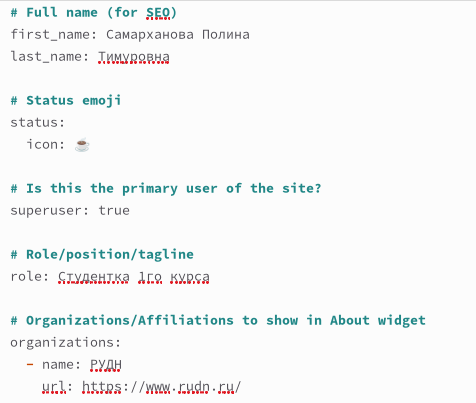 # Full name (for SEO)
first_name: Самарханова Полина
last_name: Тимуровна
# Status emoji
status:
icon: ☕
# Is this the primary user of the site?
superuser: true
# Role/position/tagline
role: Студентка 1го курса
# Organizations/Affiliations to show in About widget
organizations:
- name: РУДН
url: https://www.rudn.ru/